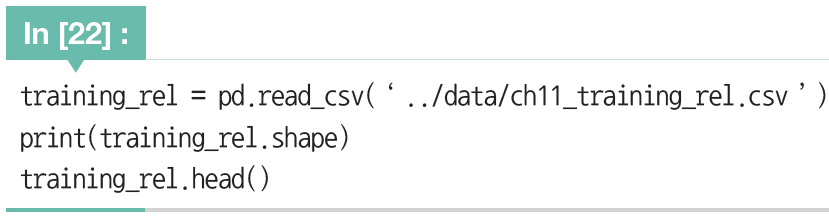 In [22] :
training_rel = pd.read_csv( ‘ ../data/ch11_training_rel.csv ’ )
print(training_rel.shape)
training_rel.head()